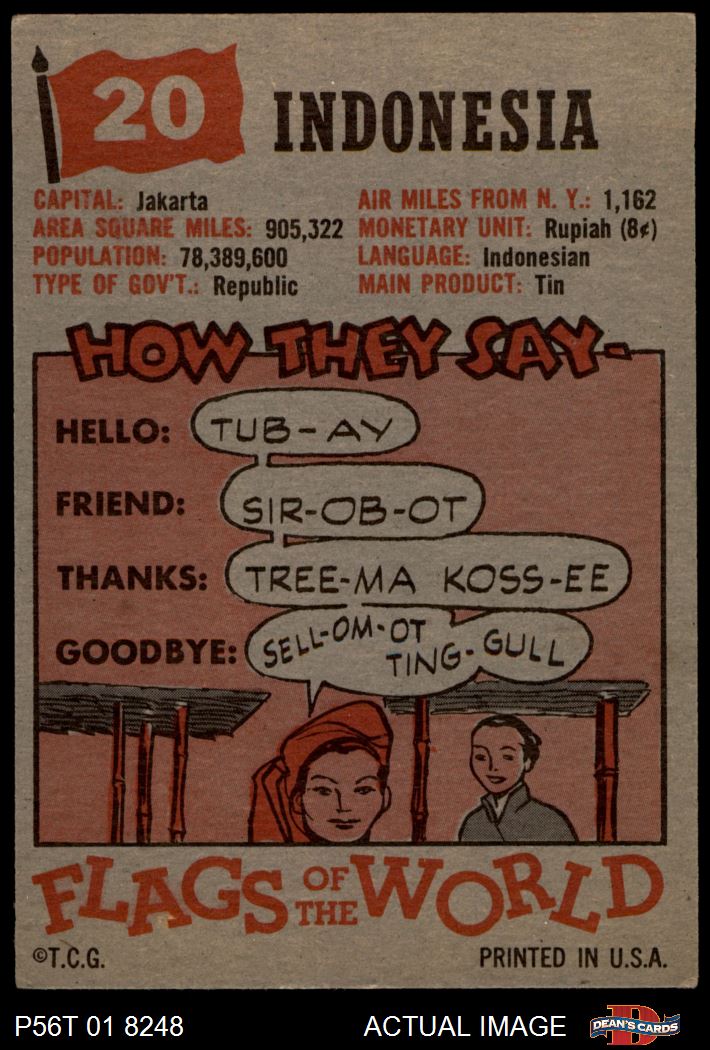 20 INDONESIA
CAPITAL: Jakarta
AREA SQUARE MILES: 905,322
POPULATION: 78,389,600
TYPE OF GOV'T.: Republic
AIR MILES FROM N. Y.: 1,162
MONETARY UNIT: Rupiah (8¢)
LANGUAGE: Indonesian
MAIN PRODUCT: Tin
HOW THEY SAY-
HELLO: TUB-AY
FRIEND: SIR-OB-OT
THANKS: TREE-MA KOSS-EE
GOODBYE: SELL-OM-OT
TING-GULL
FLAGS OF THE WORLD
©T.C.G. PRINTED IN U.S.A.
P56T 01 8248 ACTUAL IMAGE DEAN'S CARDS